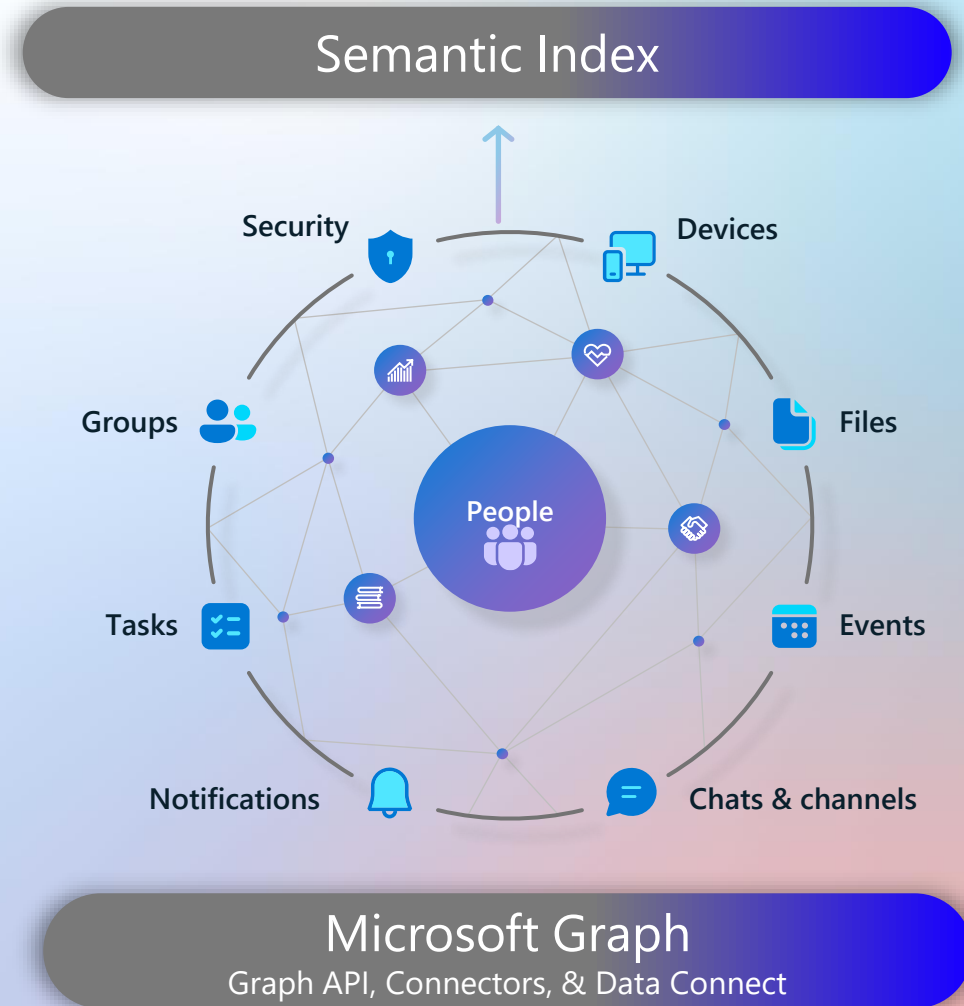 Semantic Index
Security
Devices
Groups
Files
People
Tasks
Events
Notifications
Chats & channels
Microsoft Graph
Graph API, Connectors, & Data Connect